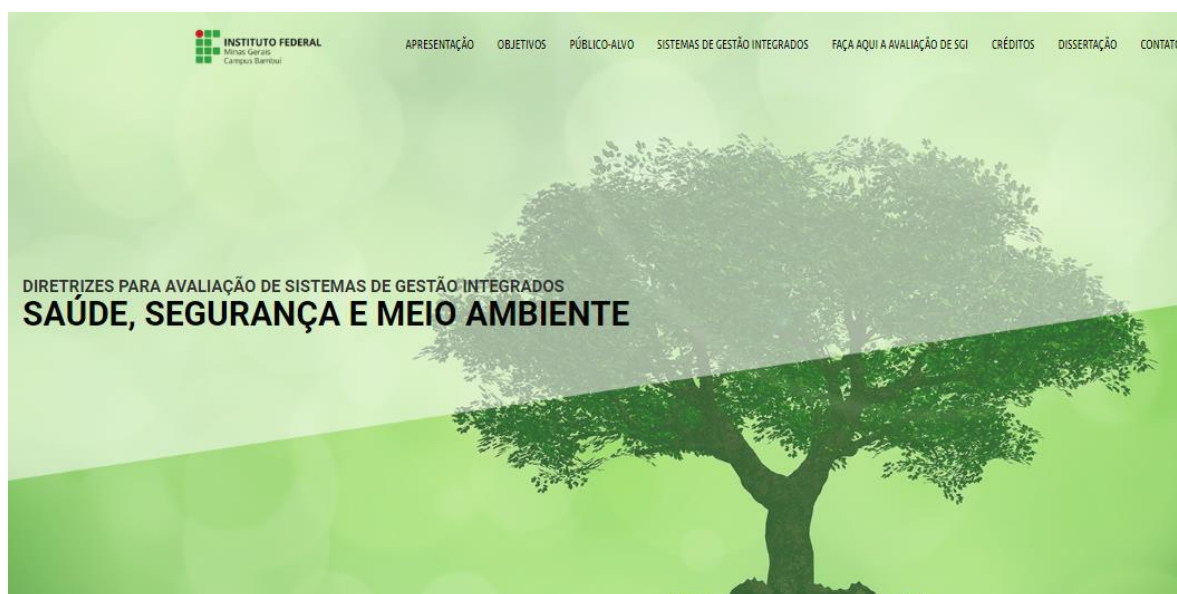 INSTITUTO FEDERAL
Minas Gerais
Campus Bambuí
APRESENTAÇÃO OBJETIVOS PÚBLICO-ALVO SISTEMAS DE GESTÃO INTEGRADOS FAÇA AQUI A AVALIAÇÃO DE SGI CRÉDITOS DISSERTAÇÃO CONTATO
DIRETRIZES PARA AVALIAÇÃO DE SISTEMAS DE GESTÃO INTEGRADOS
SAÚDE, SEGURANÇA E MEIO AMBIENTE